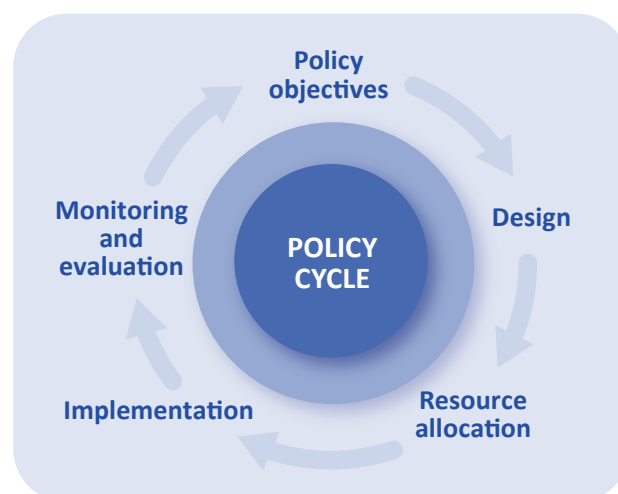 Policy
objectives
Design
Resource
allocation
Implementation
Monitoring
and
evaluation
POLICY
CYCLE